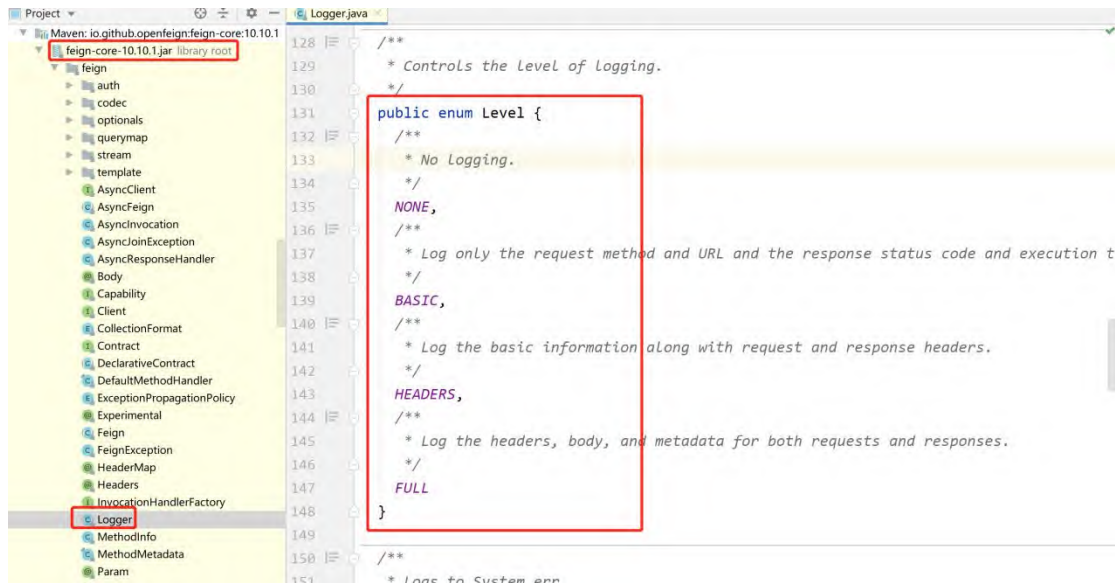 Project
Logger.java
Maven: io.github.openfeign:feign-core:10.10.1
feign-core-10.10.1.jar library root
feign
auth
codec
optionals
querymap
stream
template
AsyncClient
AsyncFeign
AsyncInvocation
AsyncJoinException
AsyncResponseHandler
Body
Capability
Client
CollectionFormat
Contract
DeclarativeContract
DefaultMethodHandler
ExceptionPropagationPolicy
Experimental
Feign
FeignException
HeaderMap
Headers
InvocationHandlerFactory
Logger
MethodInfo
MethodMetadata
Param
128 /**
129 * Controls the level of logging.
130 */
131 public enum Level {
132 /**
133 * No logging.
134 */
135 NONE,
136 /**
137 * Log only the request method and URL and the response status code and execution t
138 */
139 BASIC,
140 /**
141 * Log the basic information along with request and response headers.
142 */
143 HEADERS,
144 /**
145 * Log the headers, body, and metadata for both requests and responses.
146 */
147 FULL
148 }
149
150 /**
151 * Logs to System.err